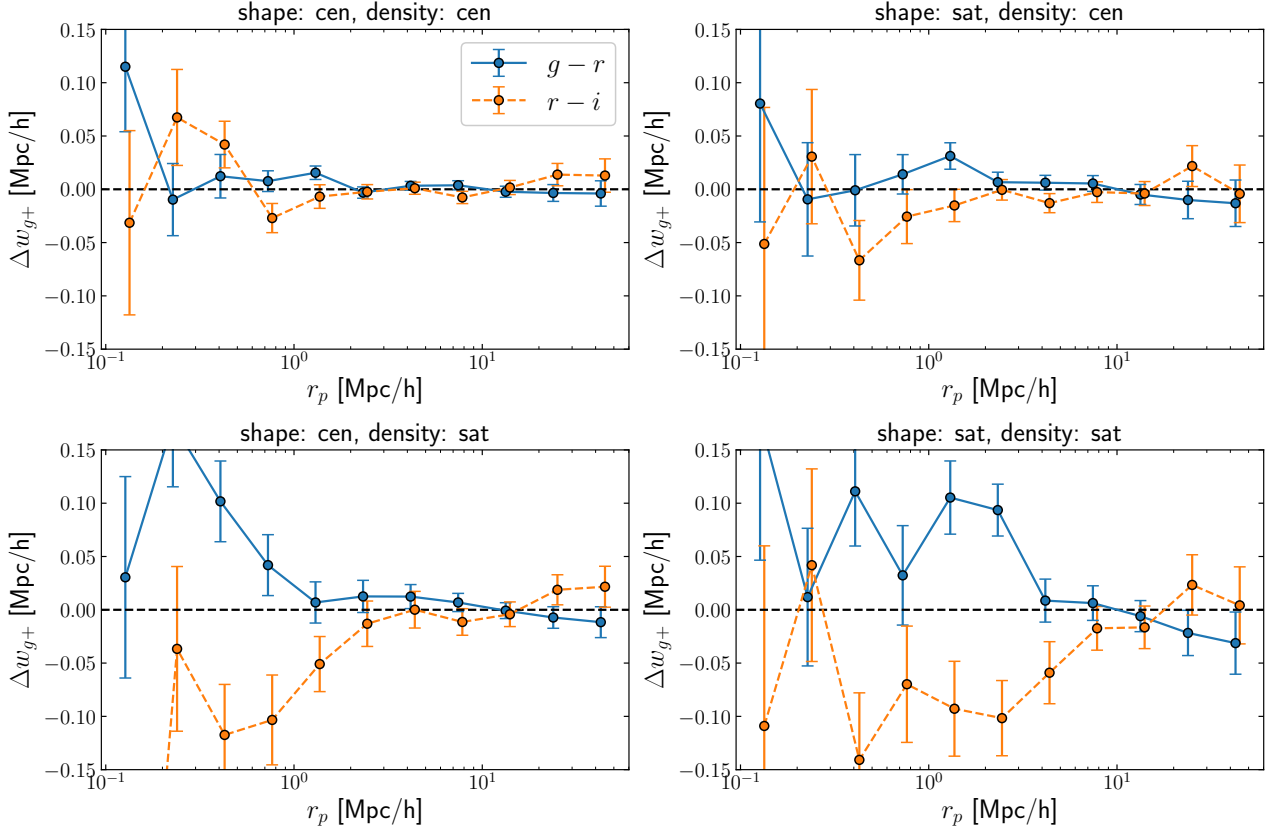 shape: cen, density: cen
0.15
0.10
0.05
0.00
−0.05
−0.10
−0.15
Δw_{g+} [Mpc/h]
10^{-1}
10^{0}
10^{1}
r_p [Mpc/h]
g − r
r − i
shape: sat, density: cen
0.15
0.10
0.05
0.00
−0.05
−0.10
−0.15
Δw_{g+} [Mpc/h]
10^{-1}
10^{0}
10^{1}
r_p [Mpc/h]
shape: cen, density: sat
0.15
0.10
0.05
0.00
−0.05
−0.10
−0.15
Δw_{g+} [Mpc/h]
10^{-1}
10^{0}
10^{1}
r_p [Mpc/h]
shape: sat, density: sat
0.15
0.10
0.05
0.00
−0.05
−0.10
−0.15
Δw_{g+} [Mpc/h]
10^{-1}
10^{0}
10^{1}
r_p [Mpc/h]